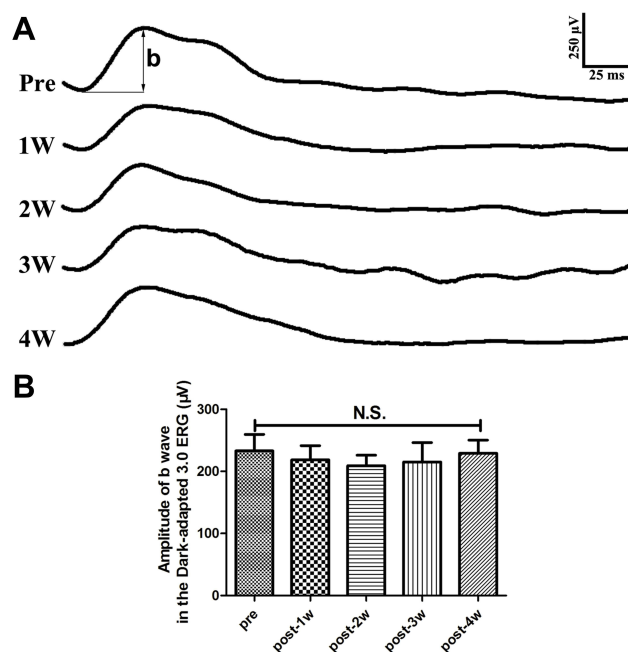 A
250 μV
25 ms
b
Pre
1W
2W
3W
4W
B
N.S.
Amplitude of b wave
in the Dark-adapted 3.0 ERG (μV)
300
200
100
0
pre
post-1w
post-2w
post-3w
post-4w